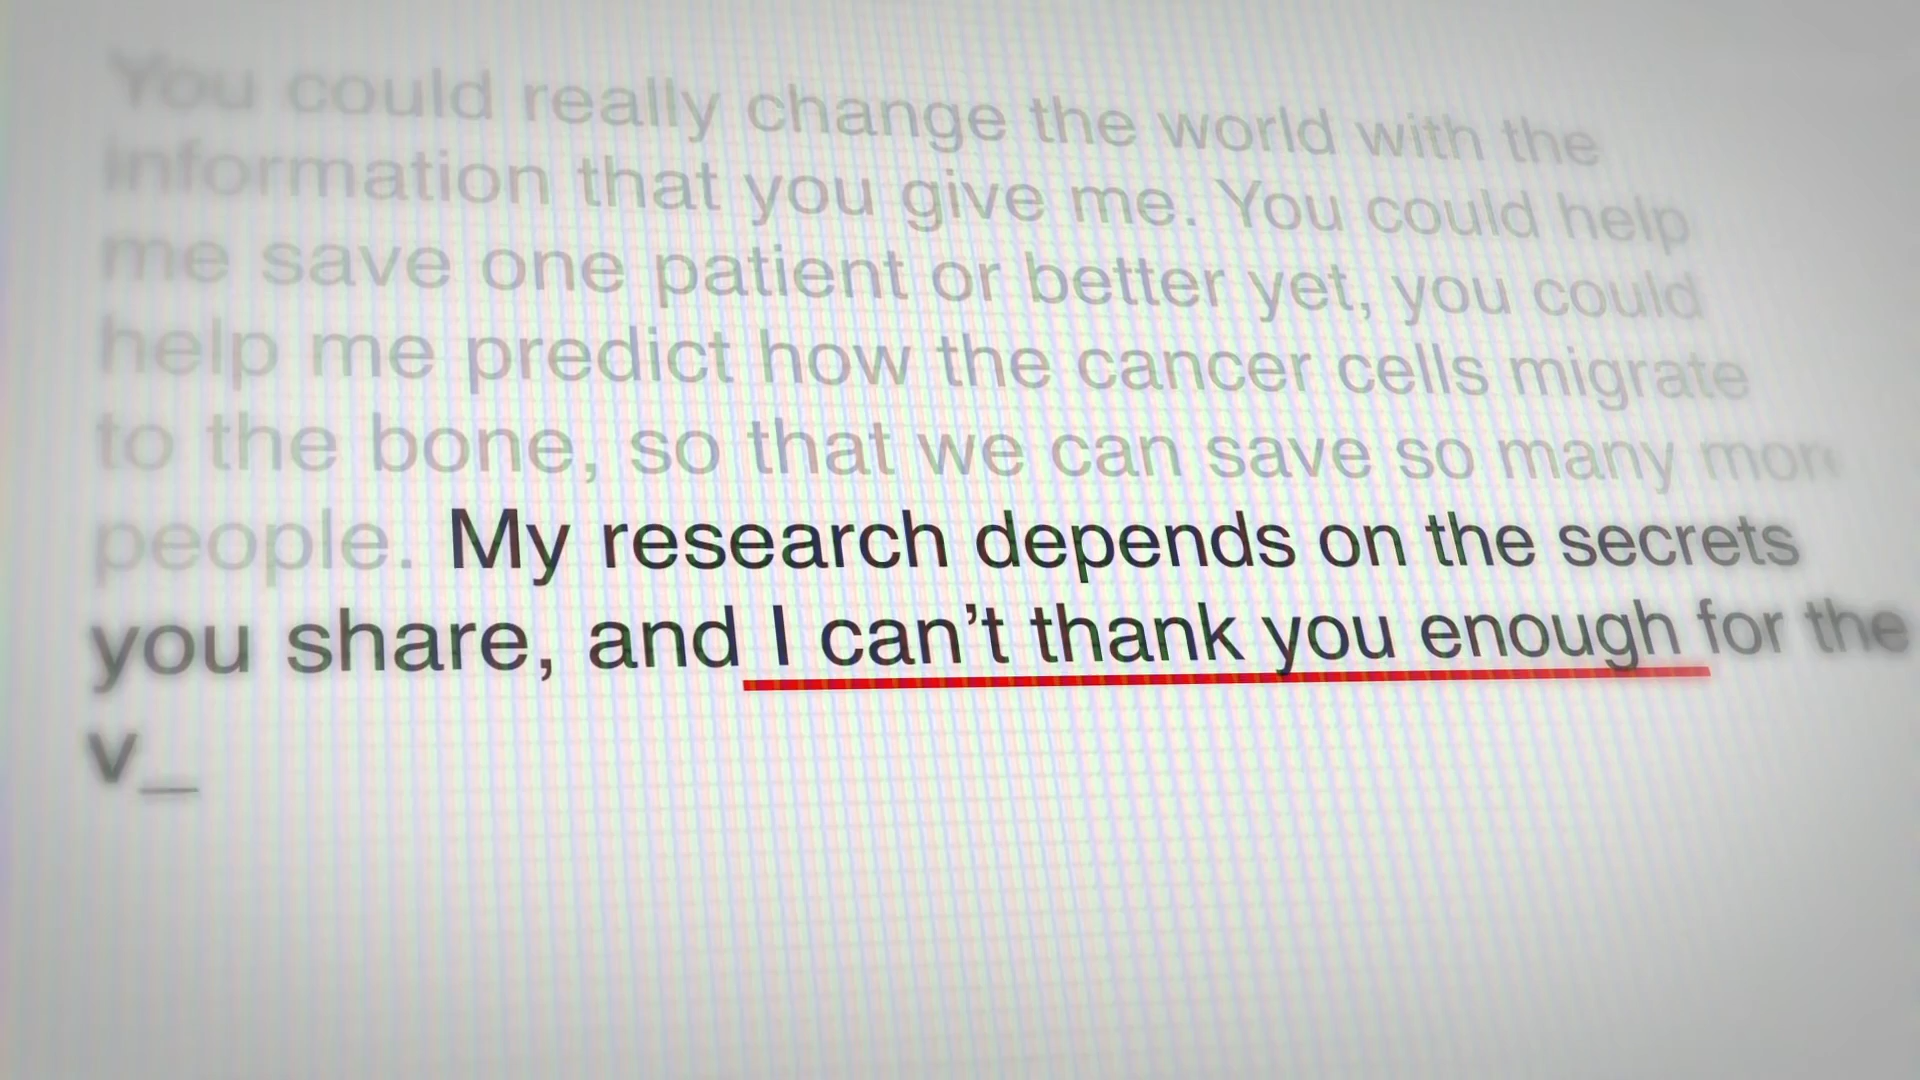 You could really change the world with the
information that you give me. You could help
me save one patient or better yet, you could
help me predict how the cancer cells migrate
to the bone, so that we can save so many more
people. My research depends on the secrets
you share, and I can’t thank you enough for the
v_